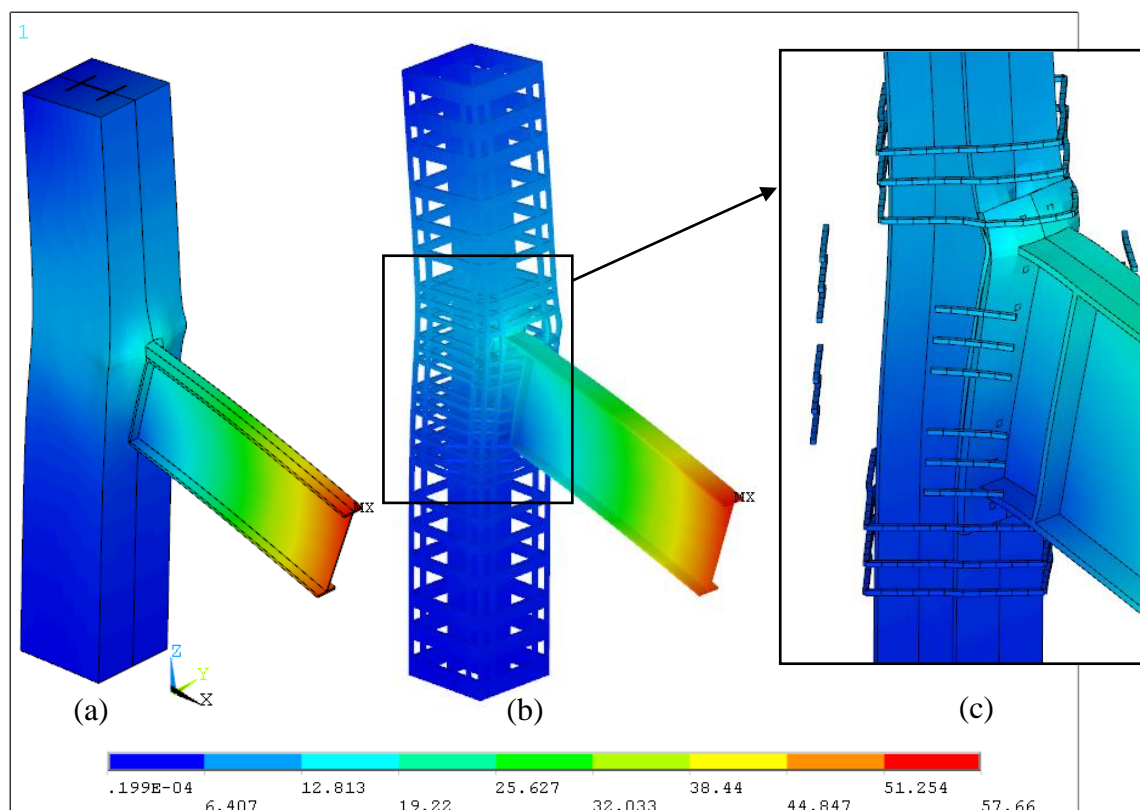 1
MX
MX
Z
Y
X
(a)
(b)
(c)
.199E-04 12.813 25.627 38.44 51.254
6.407 19.22 32.033 44.847 57.66